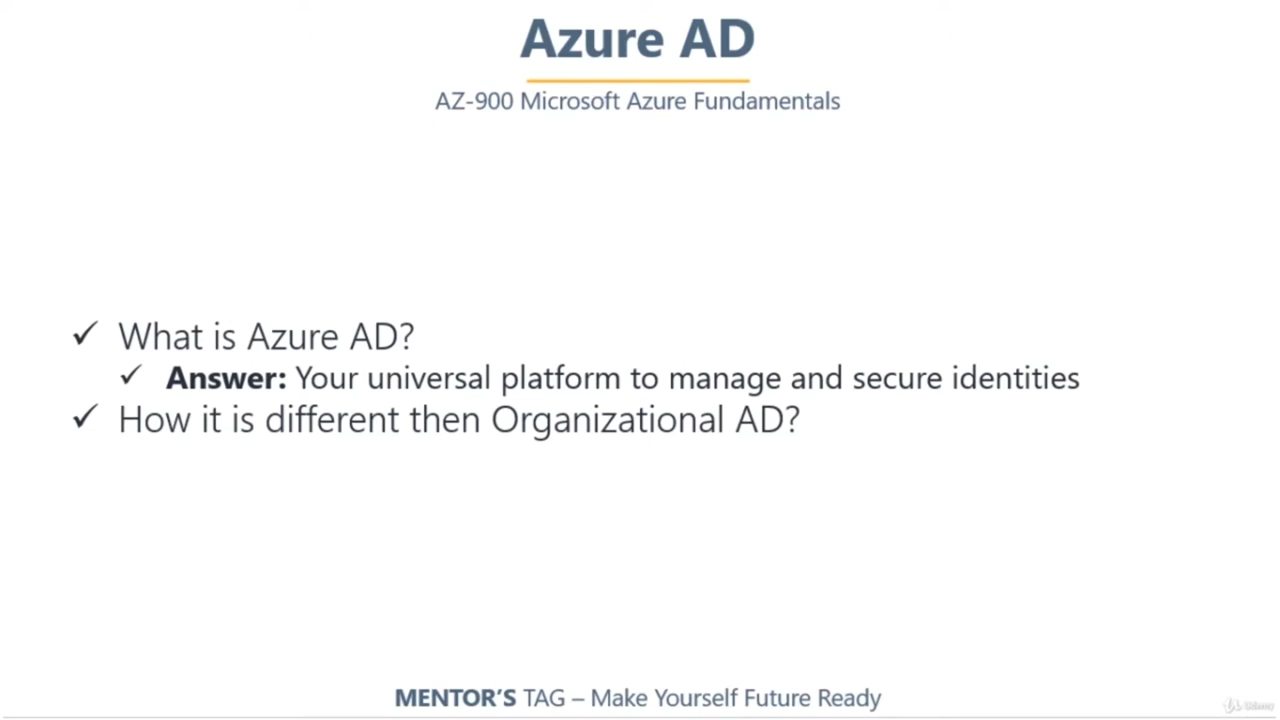 Azure AD
AZ-900 Microsoft Azure Fundamentals
✓ What is Azure AD?
✓ Answer: Your universal platform to manage and secure identities
✓ How it is different then Organizational AD?
MENTOR'S TAG – Make Yourself Future Ready
Udemy